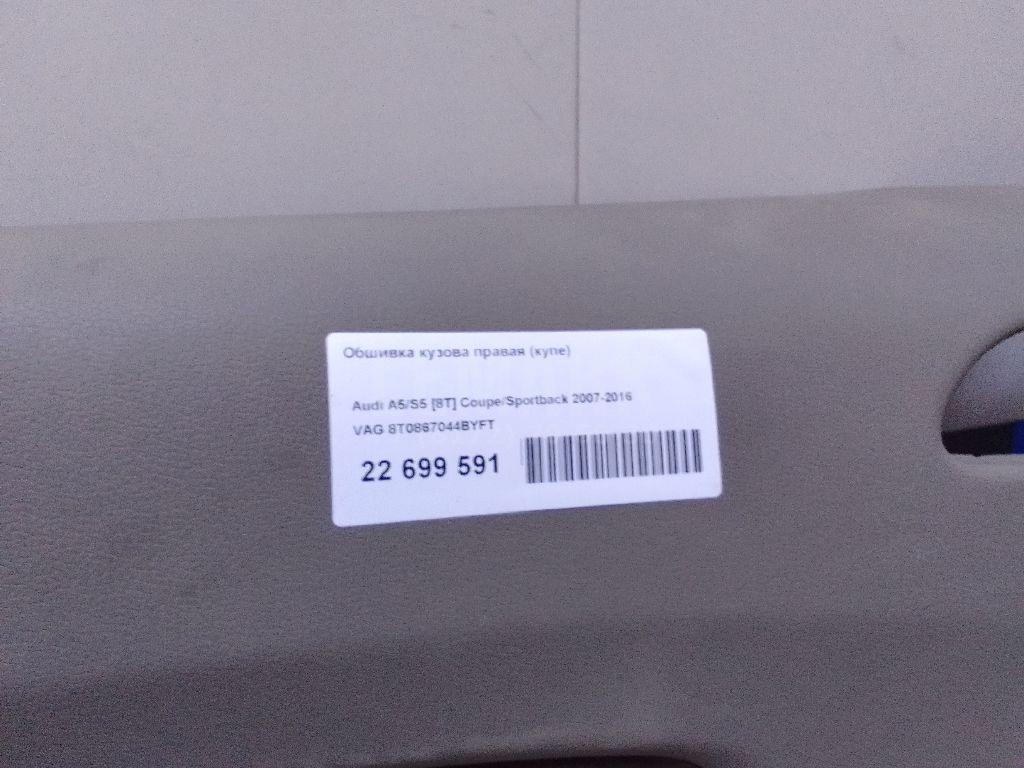 Обшивка кузова правая (купе)
Audi A5/S5 [8T] Coupe/Sportback 2007-2016
VAG 8T0867044BYFT
22 699 591